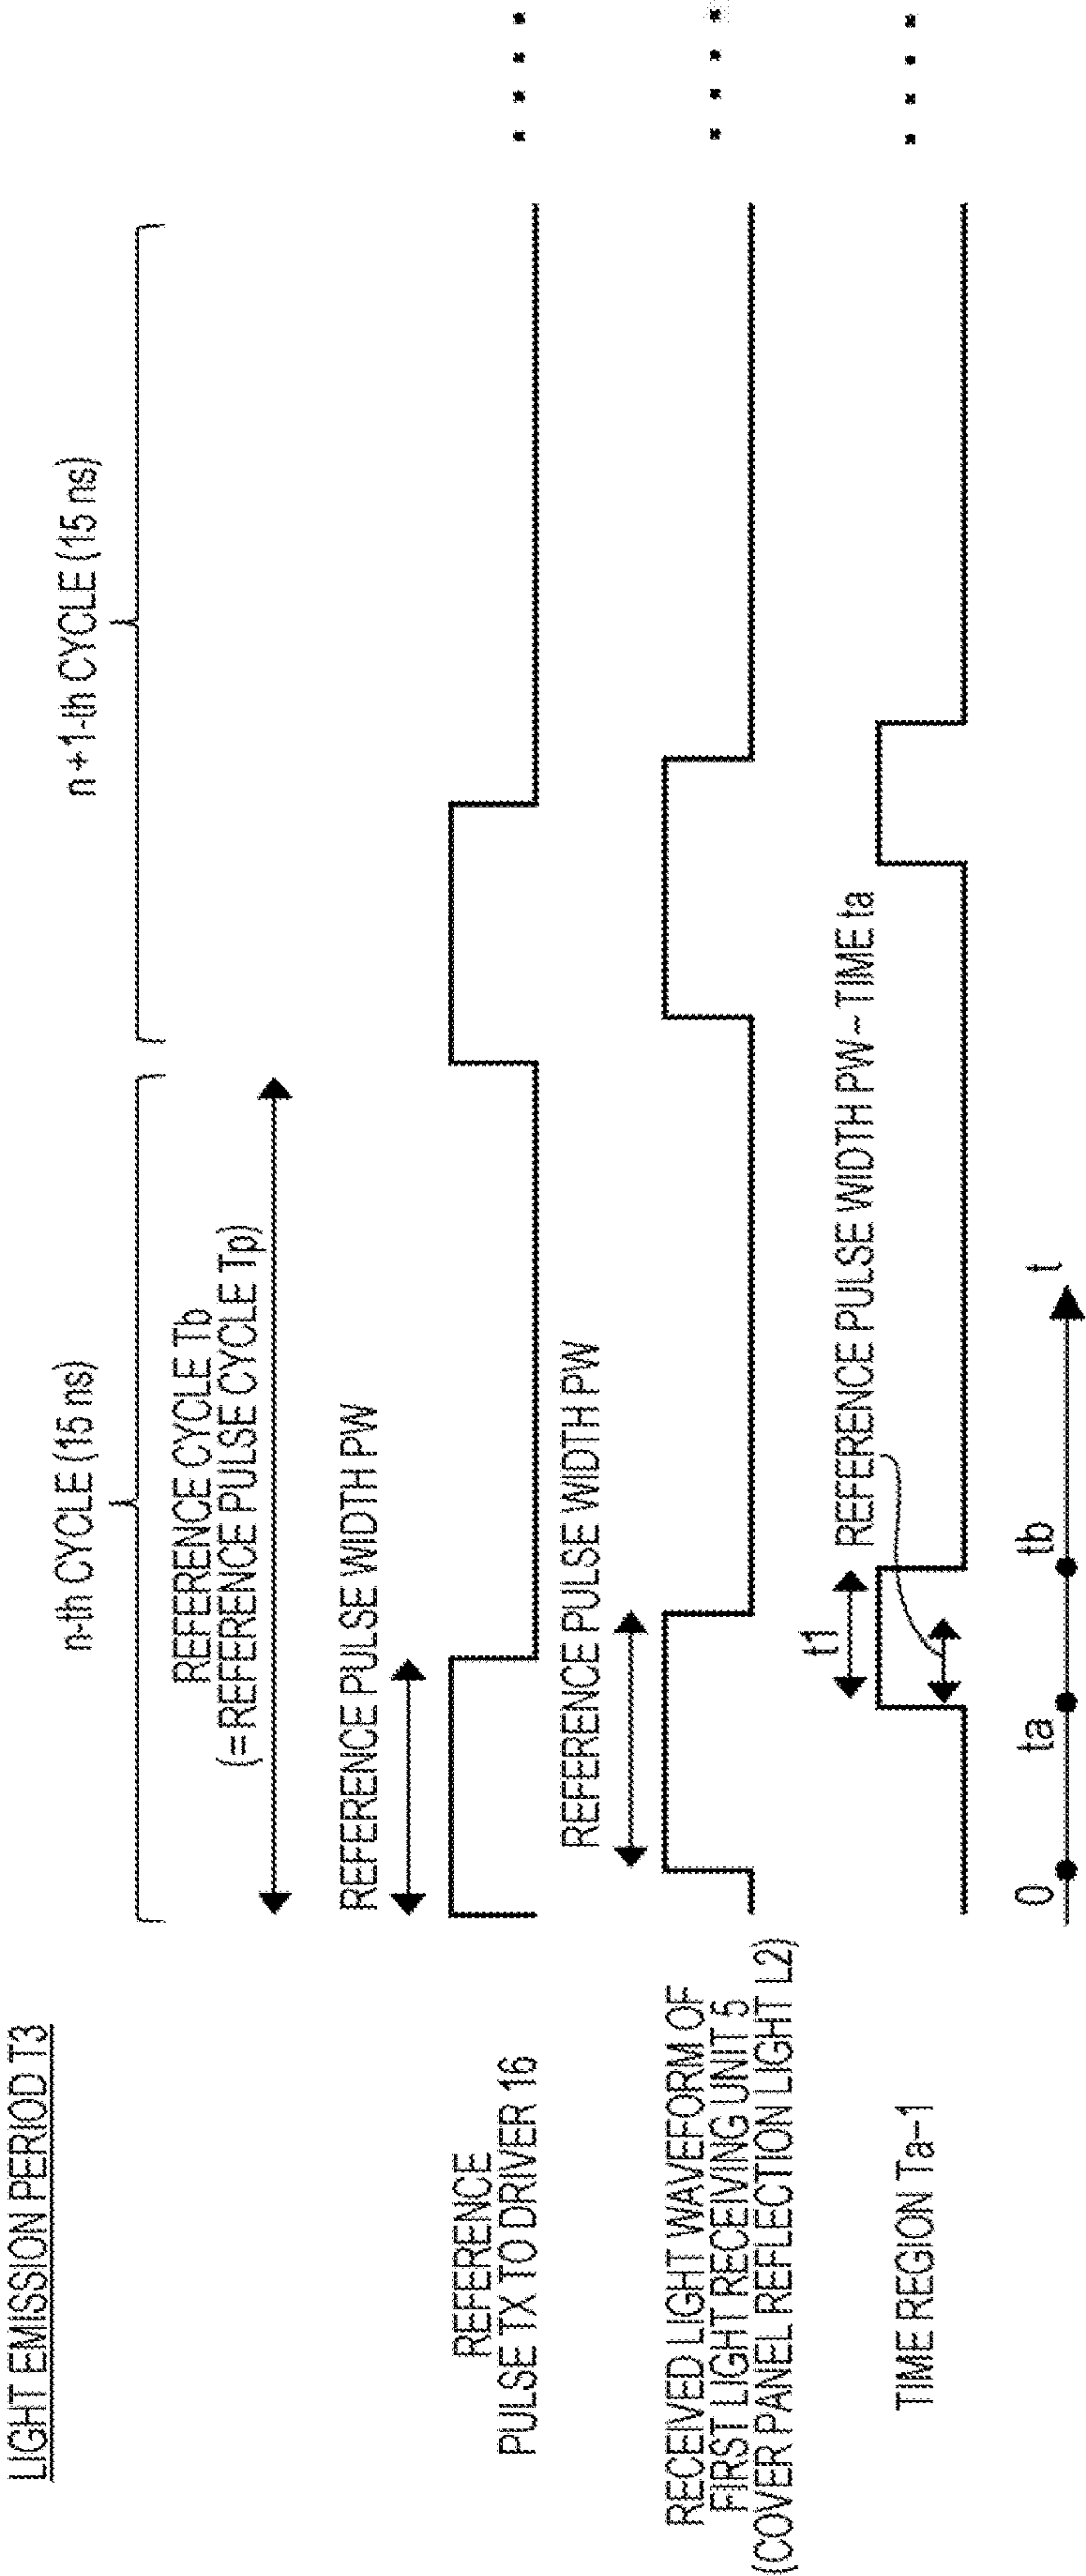 LIGHT EMISSION PERIOD T3
n-th CYCLE (15 ns)
n+1-th CYCLE (15 ns)
REFERENCE CYCLE Tb
(=REFERENCE PULSE CYCLE Tp)
REFERENCE PULSE WIDTH PW
REFERENCE
PULSE TX TO DRIVER 16
REFERENCE PULSE WIDTH PW
RECEIVED LIGHT WAVEFORM OF
FIRST LIGHT RECEIVING UNIT 5
(COVER PANEL REFLECTION LIGHT L2)
t1
REFERENCE PULSE WIDTH PW - TIME ta
TIME REGION Ta-1
0
ta
tb
t